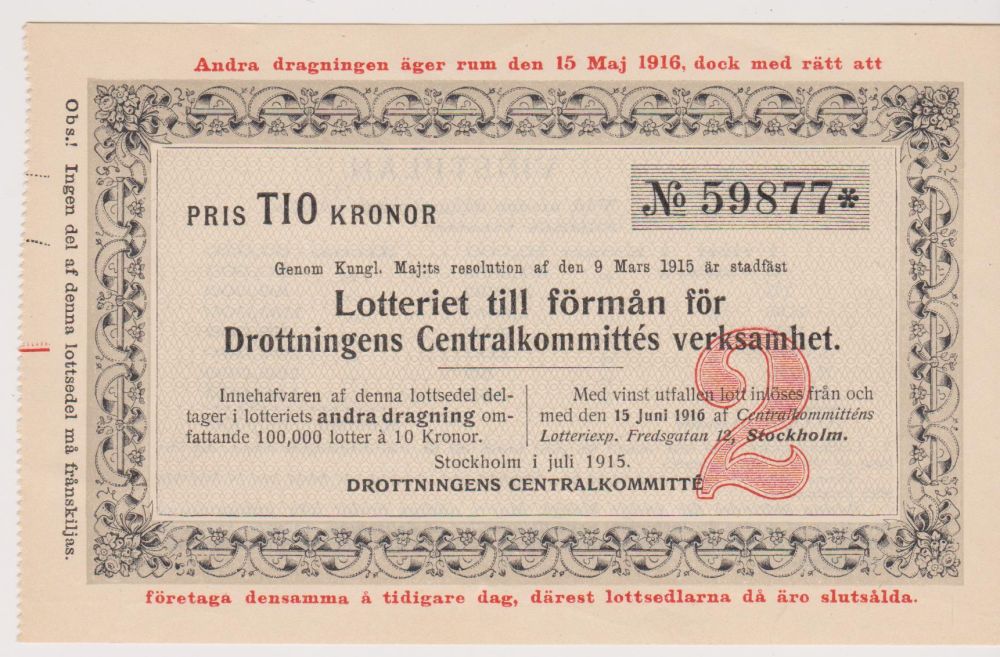 Andra dragningen äger rum den 15 Maj 1916, dock med rätt att
Obs.! Ingen del af denna lottsedel må frånskiljas.
PRIS TIO KRONOR
№ 59877*
Genom Kungl. Maj:ts resolution af den 9 Mars 1915 är stadfäst
Lotteriet till förmån för
Drottningens Centralkommittés verksamhet.
Innehafvaren af denna lottsedel del-
tager i lotteriets andra dragning om-
fattande 100,000 lotter à 10 Kronor.
Med vinst utfallen lott inlöses från och
med den 15 Juni 1916 af Centralkommitténs
Lotteriexp. Fredsgatan 12, Stockholm.
2
Stockholm i juli 1915.
DROTTNINGENS CENTRALKOMMITTÉ
företaga densamma å tidigare dag, därest lottsedlarna då äro slutsålda.